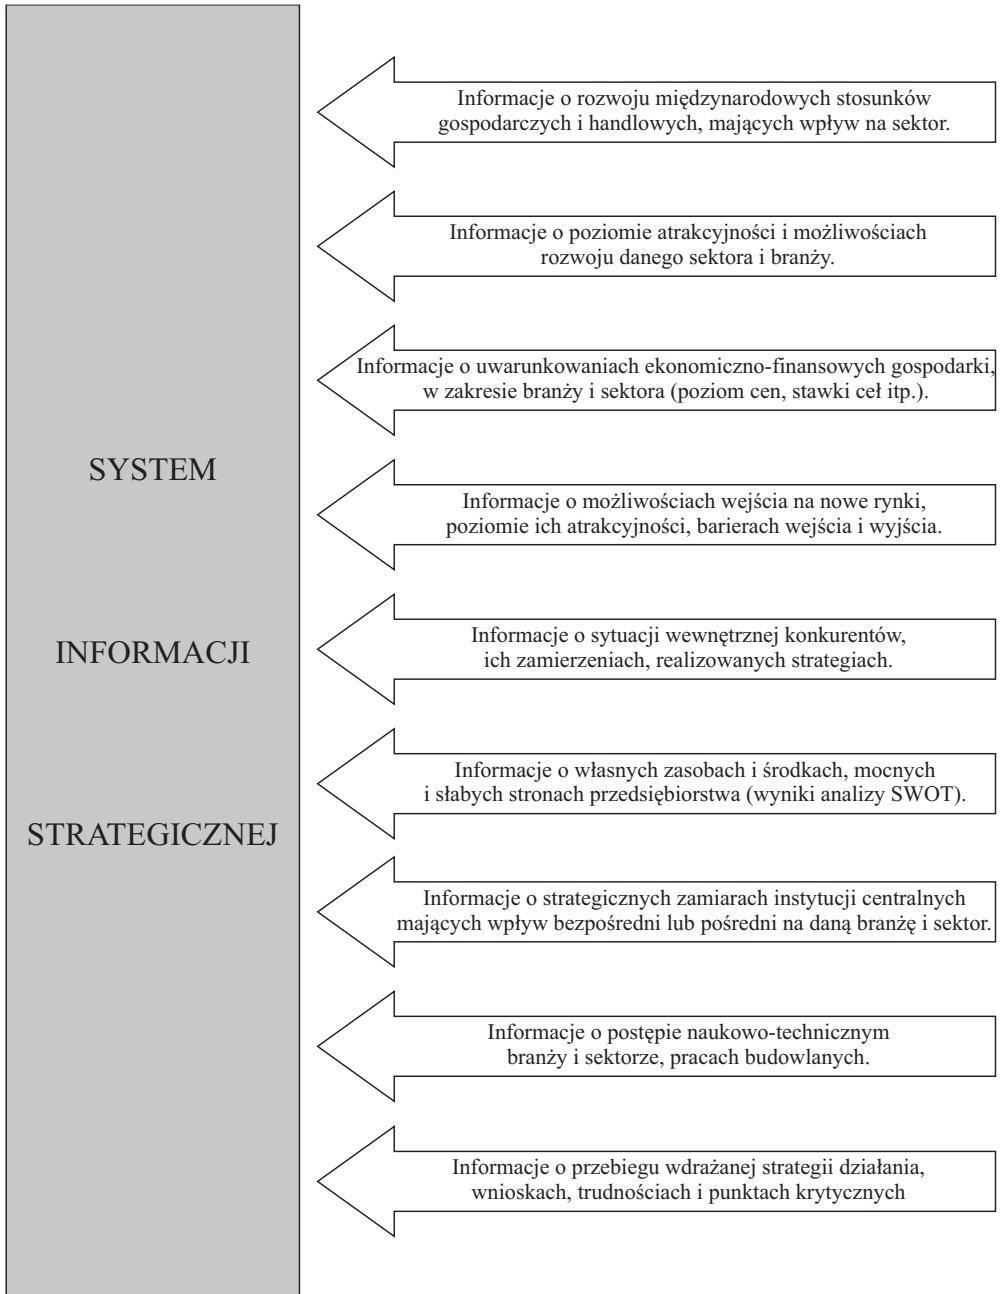 SYSTEM
INFORMACJI
STRATEGICZNEJ
Informacje o rozwoju międzynarodowych stosunków
gospodarczych i handlowych, mających wpływ na sektor.
Informacje o poziomie atrakcyjności i możliwościach
rozwoju danego sektora i branży.
Informacje o uwarunkowaniach ekonomiczno-finansowych gospodarki,
w zakresie branży i sektora (poziom cen, stawki ceł itp.).
Informacje o możliwościach wejścia na nowe rynki,
poziomie ich atrakcyjności, barierach wejścia i wyjścia.
Informacje o sytuacji wewnętrznej konkurentów,
ich zamierzeniach, realizowanych strategiach.
Informacje o własnych zasobach i środkach, mocnych
i słabych stronach przedsiębiorstwa (wyniki analizy SWOT).
Informacje o strategicznych zamiarach instytucji centralnych
mających wpływ bezpośredni lub pośredni na daną branżę i sektor.
Informacje o postępie naukowo-technicznym
branży i sektorze, pracach budowlanych.
Informacje o przebiegu wdrażanej strategii działania,
wnioskach, trudnościach i punktach krytycznych